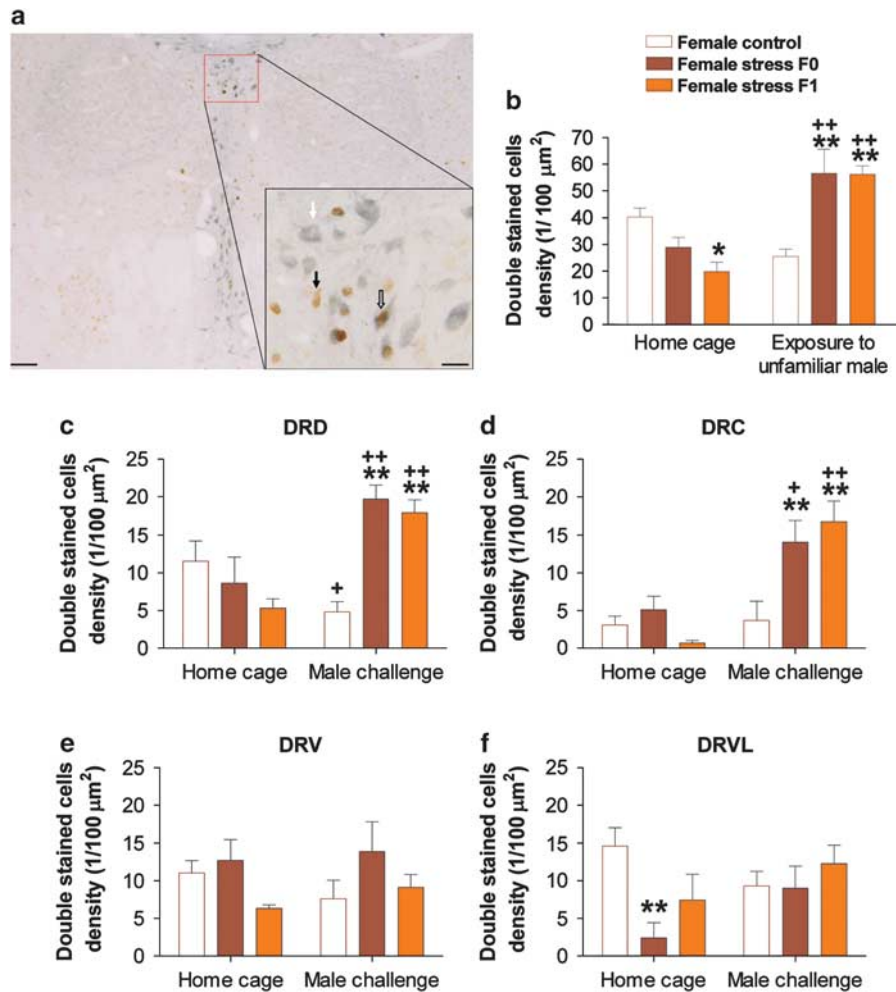 a
Female control
Female stress F0
Female stress F1
b
Double stained cells
density (1/ 100 μm²)
70
60
50
40
30
20
10
0
*
++
**
++
**
Home cage
Exposure to
unfamiliar male
c
DRD
Double stained cells
density (1/100 μm²)
25
20
15
10
5
0
+
++
**
++
**
Home cage
Male challenge
d
DRC
Double stained cells
density (1/100 μm²)
25
20
15
10
5
0
+
**
++
**
Home cage
Male challenge
e
DRV
Double stained cells
density (1/100 μm²)
25
20
15
10
5
0
Home cage
Male challenge
f
DRVL
Double stained cells
density (1/100 μm²)
25
20
15
10
5
0
**
Home cage
Male challenge